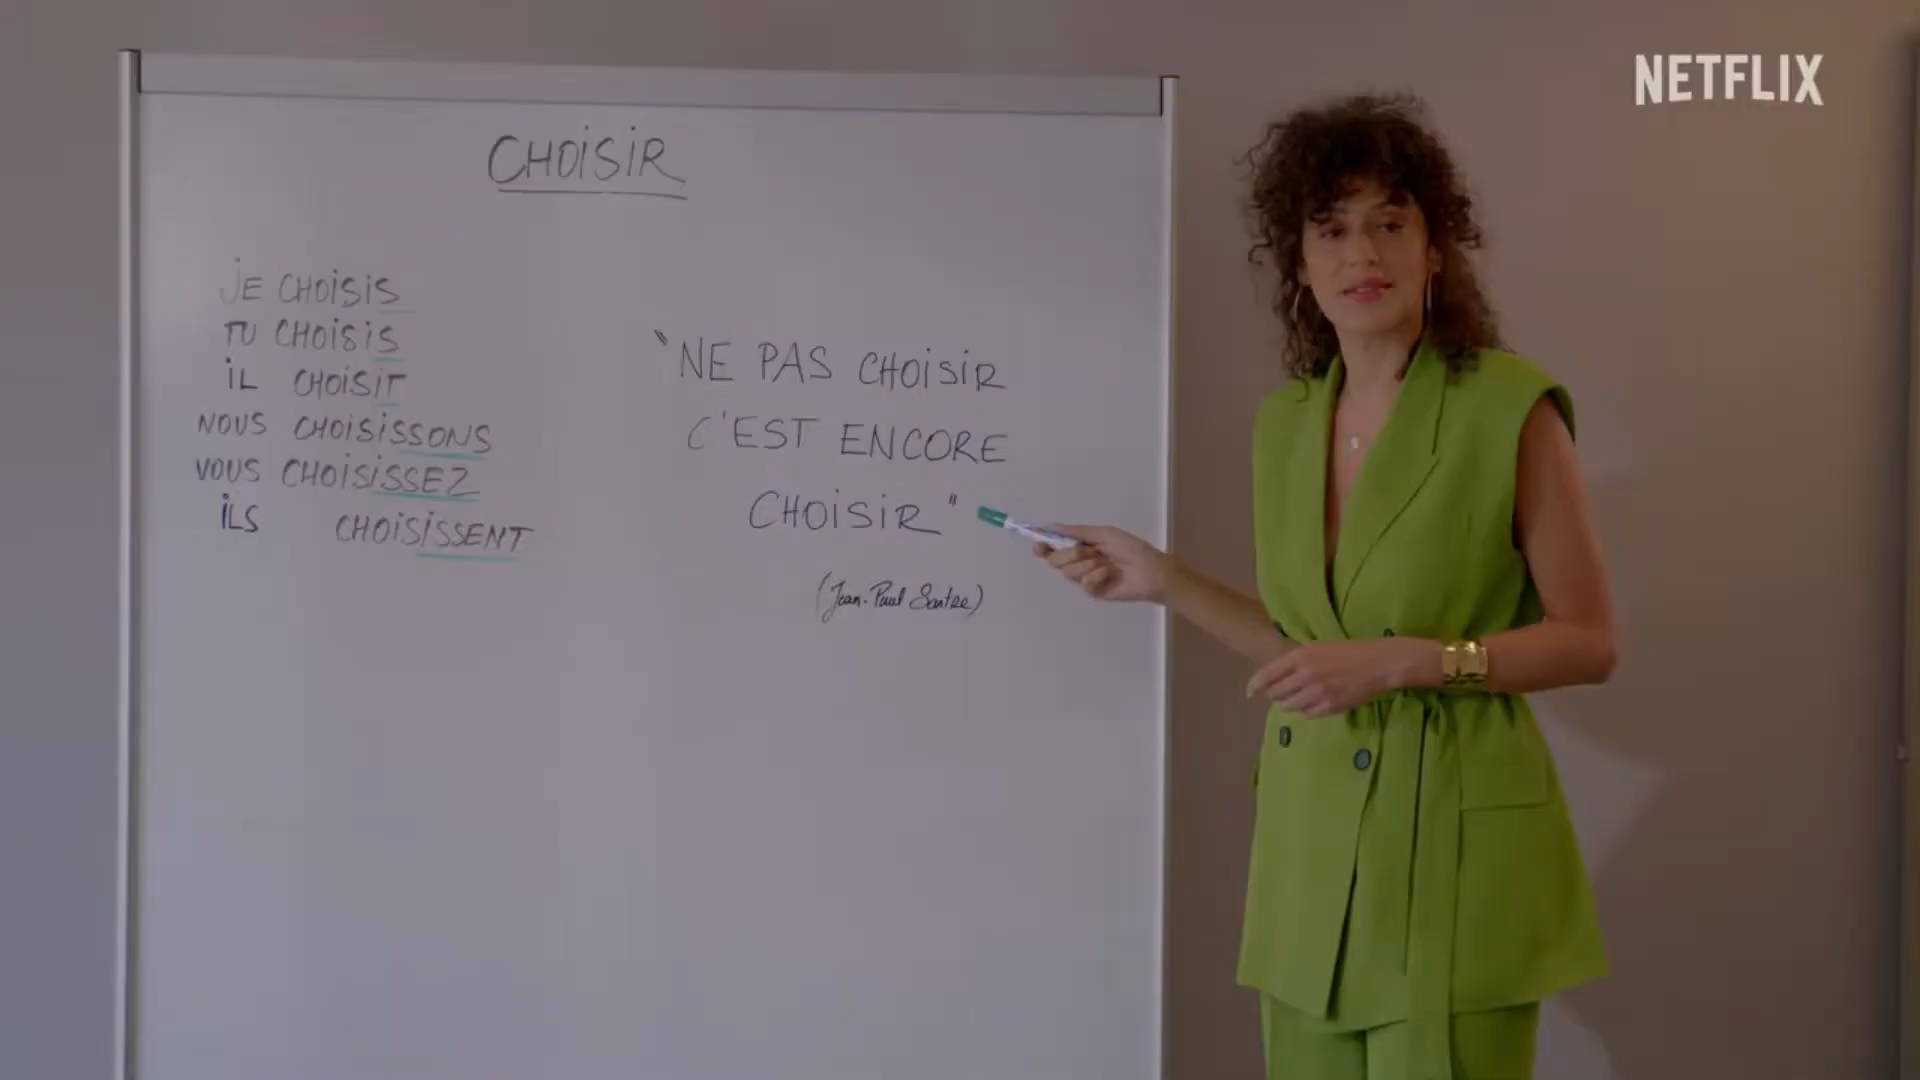 NETFLIX
CHOISIR
JE CHOISIS
TU CHOISIS
IL CHOISIT
NOUS CHOISISSONS
VOUS CHOISISSEZ
ILS CHOISISSENT
"NE PAS CHOISIR
C'EST ENCORE
CHOISIR"
(Jean-Paul Sartre)